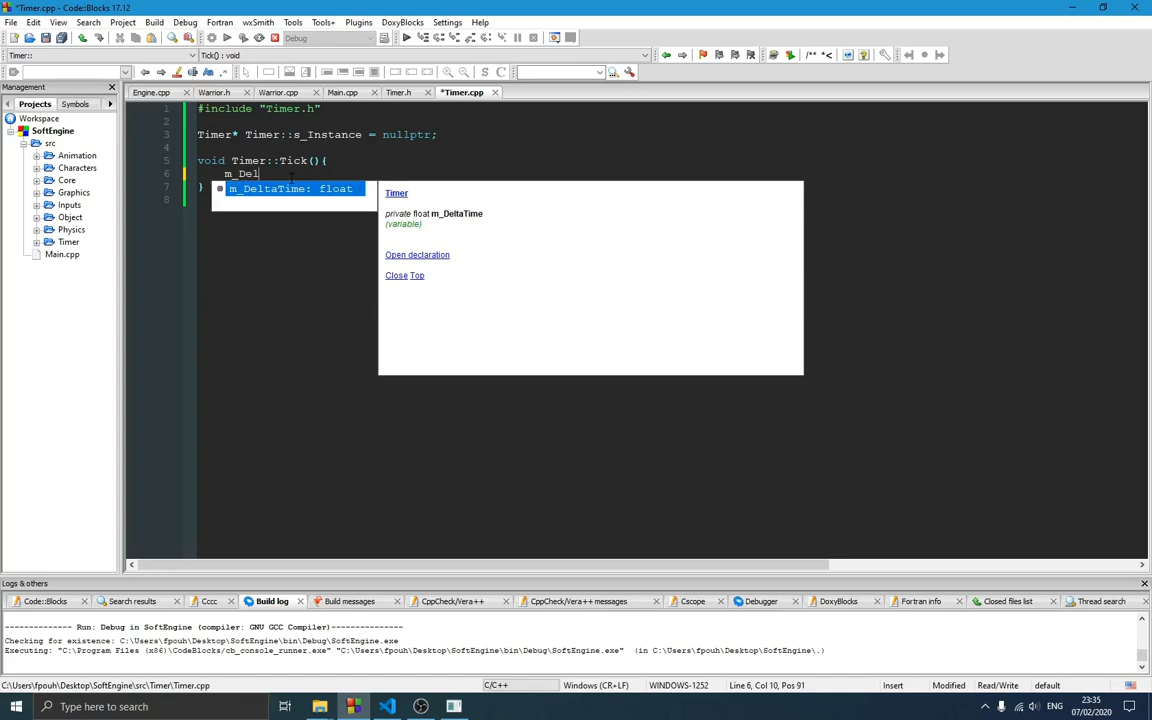 *Timer.cpp - Code::Blocks 17.12
File Edit View Search Project Build Debug Fortran wxSmith Tools Tools+ Plugins DoxyBlocks Settings Help
Debug
/** *<
Timer::
Tick() : void
S C
Management
Projects Symbols
Workspace
SoftEngine
src
Animation
Characters
Core
Graphics
Inputs
Object
Physics
Timer
Main.cpp
Engine.cpp Warrior.h Warrior.cpp Main.cpp Timer.h *Timer.cpp
1 #include "Timer.h"
2
3 Timer* Timer::s_Instance = nullptr;
4
5 void Timer::Tick(){
6 m_Del
7 }
8
m_DeltaTime: float
Timer
private float m_DeltaTime
(variable)
Open declaration
Close Top
Logs & others
Code::Blocks Search results Cccc Build log Build messages CppCheck/Vera++ CppCheck/Vera++ messages Cscope Debugger DoxyBlocks Fortran info Closed files list Thread search
-------------- Run: Debug in SoftEngine (compiler: GNU GCC Compiler)---------------
Checking for existence: C:\Users\fpouh\Desktop\SoftEngine\bin\Debug\SoftEngine.exe
Executing: "C:\Program Files (x86)\CodeBlocks/cb_console_runner.exe" "C:\Users\fpouh\Desktop\SoftEngine\bin\Debug\SoftEngine.exe" (in C:\Users\fpouh\Desktop\SoftEngine\.)
C:\Users\fpouh\Desktop\SoftEngine\src\Timer\Timer.cpp C/C++ Windows (CR+LF) WINDOWS-1252 Line 6, Col 10, Pos 91 Insert Modified Read/Write default
Type here to search
ENG
23:35
07/02/2020